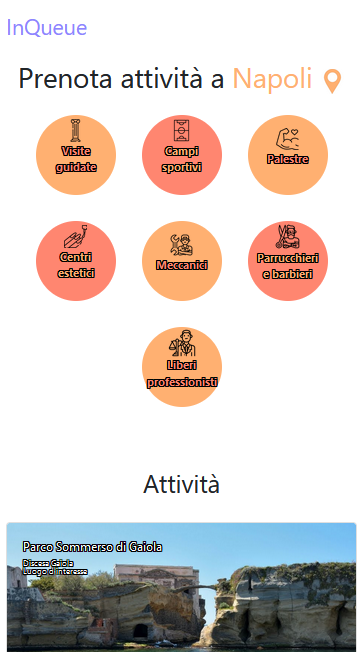 InQueue
Prenota attività a Napoli
Visite
guidate
Campi
sportivi
Palestre
Centri
estetici
Meccanici
Parrucchieri
e barbieri
Liberi
professionisti
Attività
Parco Sommerso di Gaiola
Discesa Gaiola
Luogo d'interesse